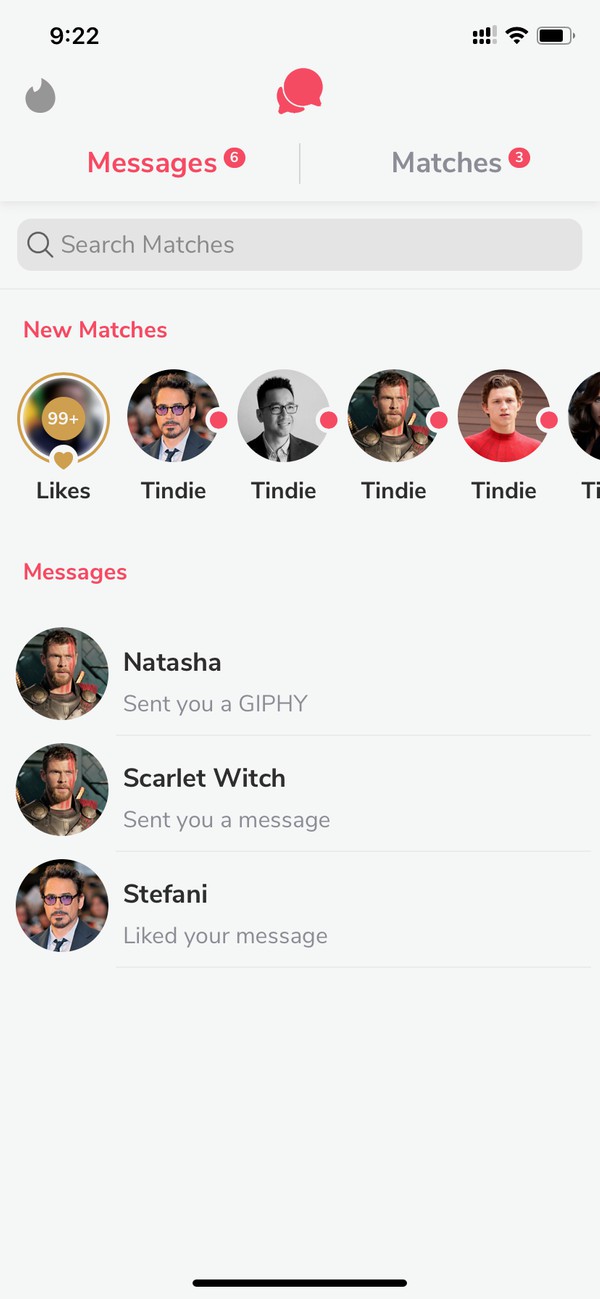 9:22
Messages 6
Matches 3
Search Matches
New Matches
99+
Likes Tindie Tindie Tindie Tindie Ti
Messages
Natasha
Sent you a GIPHY
Scarlet Witch
Sent you a message
Stefani
Liked your message